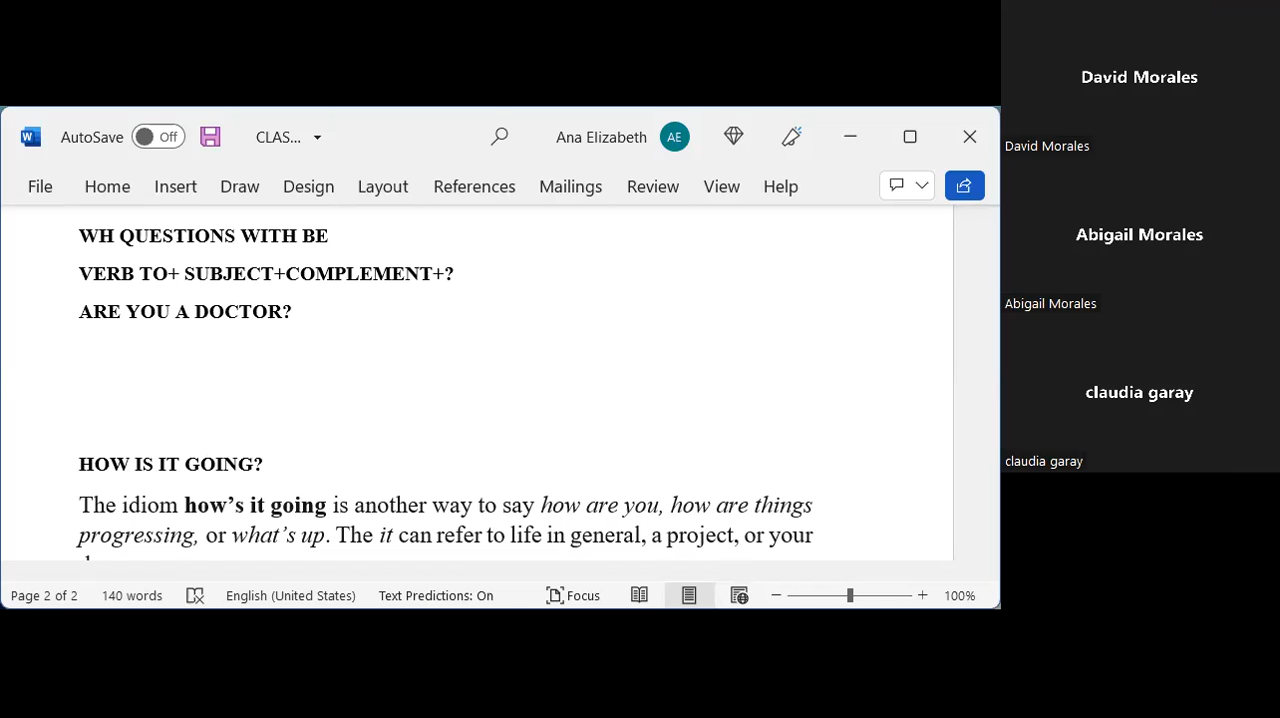 AutoSave Off CLAS... Ana Elizabeth AE
File Home Insert Draw Design Layout References Mailings Review View Help
WH QUESTIONS WITH BE
VERB TO+ SUBJECT+COMPLEMENT+?
ARE YOU A DOCTOR?
HOW IS IT GOING?
The idiom how's it going is another way to say how are you, how are things
progressing, or what's up. The it can refer to life in general, a project, or your
Page 2 of 2 140 words English (United States) Text Predictions: On Focus 100%
David Morales
David Morales
Abigail Morales
Abigail Morales
claudia garay
claudia garay